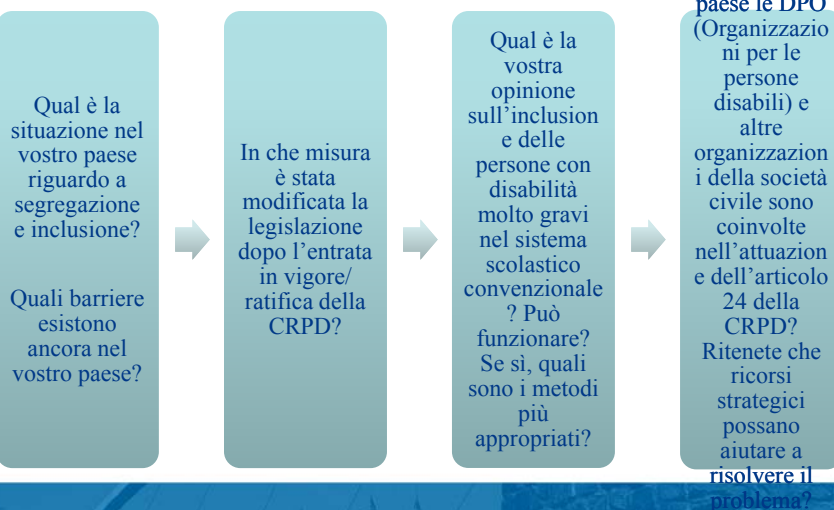 Qual è la
situazione nel
vostro paese
riguardo a
segregazione
e inclusione?
Quali barriere
esistono
ancora nel
vostro paese?
In che misura
è stata
modificata la
legislazione
dopo l'entrata
in vigore/
ratifica della
CRPD?
Qual è la
vostra
opinione
sull'inclusion
e delle
persone con
disabilità
molto gravi
nel sistema
scolastico
convenzionale
? Può
funzionare?
Se sì, quali
sono i metodi
più
appropriati?
paese le DPO
(Organizzazio
ni per le
persone
disabili) e
altre
organizzazion
i della società
civile sono
coinvolte
nell'attuazion
e dell'articolo
24 della
CRPD?
Ritenete che
ricorsi
strategici
possano
aiutare a
risolvere il
problema?